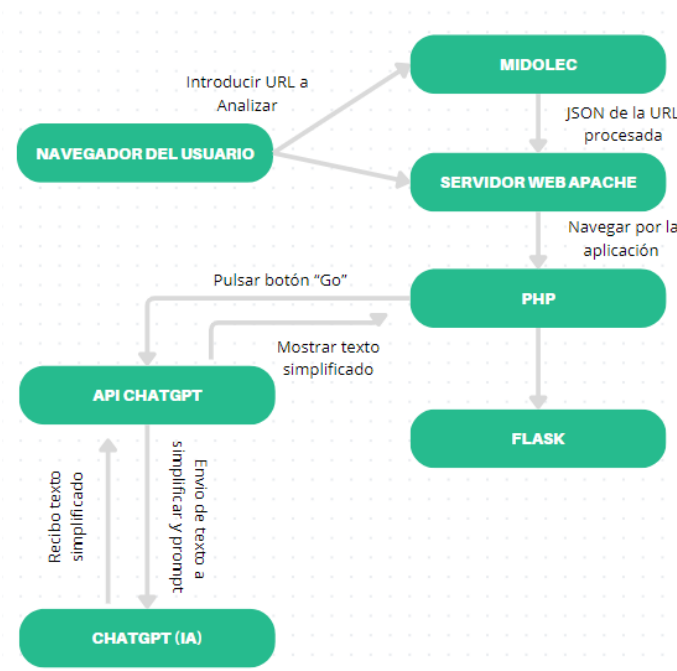 MIDOLEC
Introducir URL a
Analizar
JSON de la URL
procesada
NAVEGADOR DEL USUARIO
SERVIDOR WEB APACHE
Navegar por la
aplicación
Pulsar botón “Go”
PHP
Mostrar texto
simplificado
API CHATGPT
FLASK
Recibo texto
simplificado
Envio de texto a
simplificar y prompt
CHATGPT (IA)